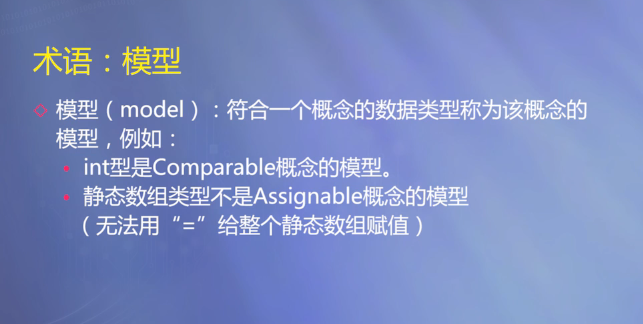 术语：模型
◇ 模型（model）：符合一个概念的数据类型称为该概念的
模型，例如：
• int型是Comparable概念的模型。
• 静态数组类型不是Assignable概念的模型
（无法用“=”给整个静态数组赋值）